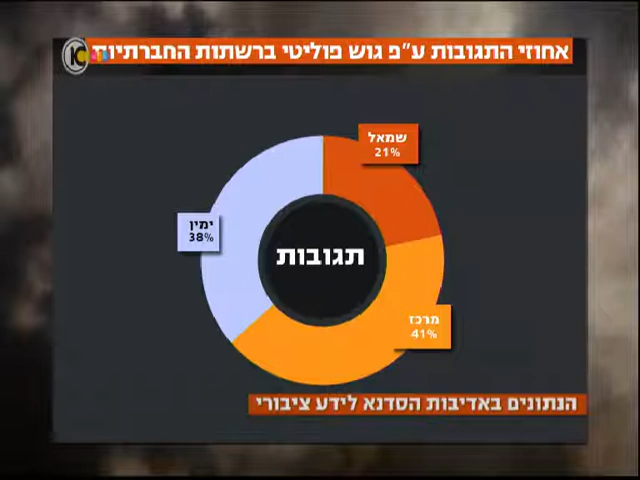 אחוזי התגובות ע"פ גוש פוליטי ברשתות החברתיות
שמאל
21%
ימין
38%
תגובות
מרכז
41%
הנתונים באדיבות הסדנא לידע ציבורי